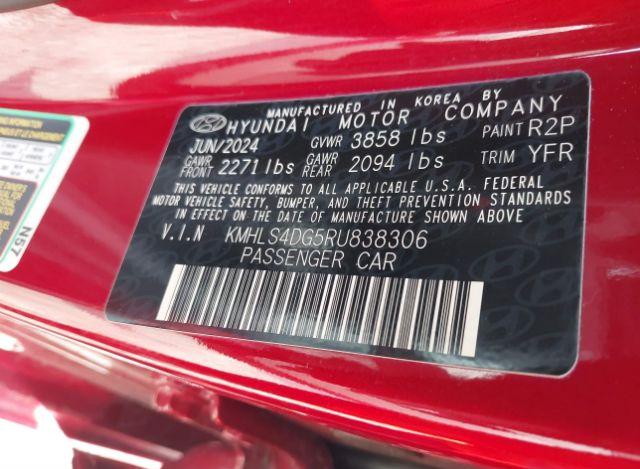 MANUFACTURED IN KOREA BY
HYUNDAI MOTOR COMPANY
JUN/2024 GVWR 3858 lbs PAINT R2P
GAWR FRONT 2271 lbs GAWR REAR 2094 lbs TRIM YFR
THIS VEHICLE CONFORMS TO ALL APPLICABLE U.S.A. FEDERAL
MOTOR VEHICLE SAFETY, BUMPER, AND THEFT PREVENTION STANDARDS
IN EFFECT ON THE DATE OF MANUFACTURE SHOWN ABOVE.
V.I.N KMHLS4DG5RU838306
PASSENGER CAR
N57